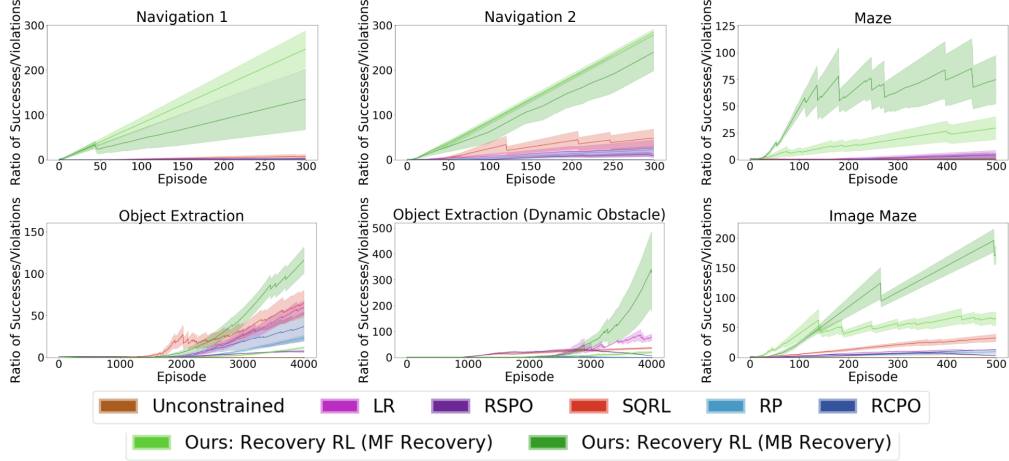 Navigation 1
Navigation 2
Maze
Ratio of Successes/Violations
300
200
100
0
0 50 100 150 200 250 300
Episode
Ratio of Successes/Violations
300
200
100
0
0 50 100 150 200 250 300
Episode
Ratio of Successes/Violations
125
100
75
50
25
0
0 100 200 300 400 500
Episode
Object Extraction
Object Extraction (Dynamic Obstacle)
Image Maze
Ratio of Successes/Violations
150
100
50
0
0 1000 2000 3000 4000
Episode
Ratio of Successes/Violations
500
400
300
200
100
0
0 1000 2000 3000 4000
Episode
Ratio of Successes/Violations
200
150
100
50
0
0 100 200 300 400 500
Episode
Unconstrained LR RSPO SQRL RP RCPO
Ours: Recovery RL (MF Recovery) Ours: Recovery RL (MB Recovery)